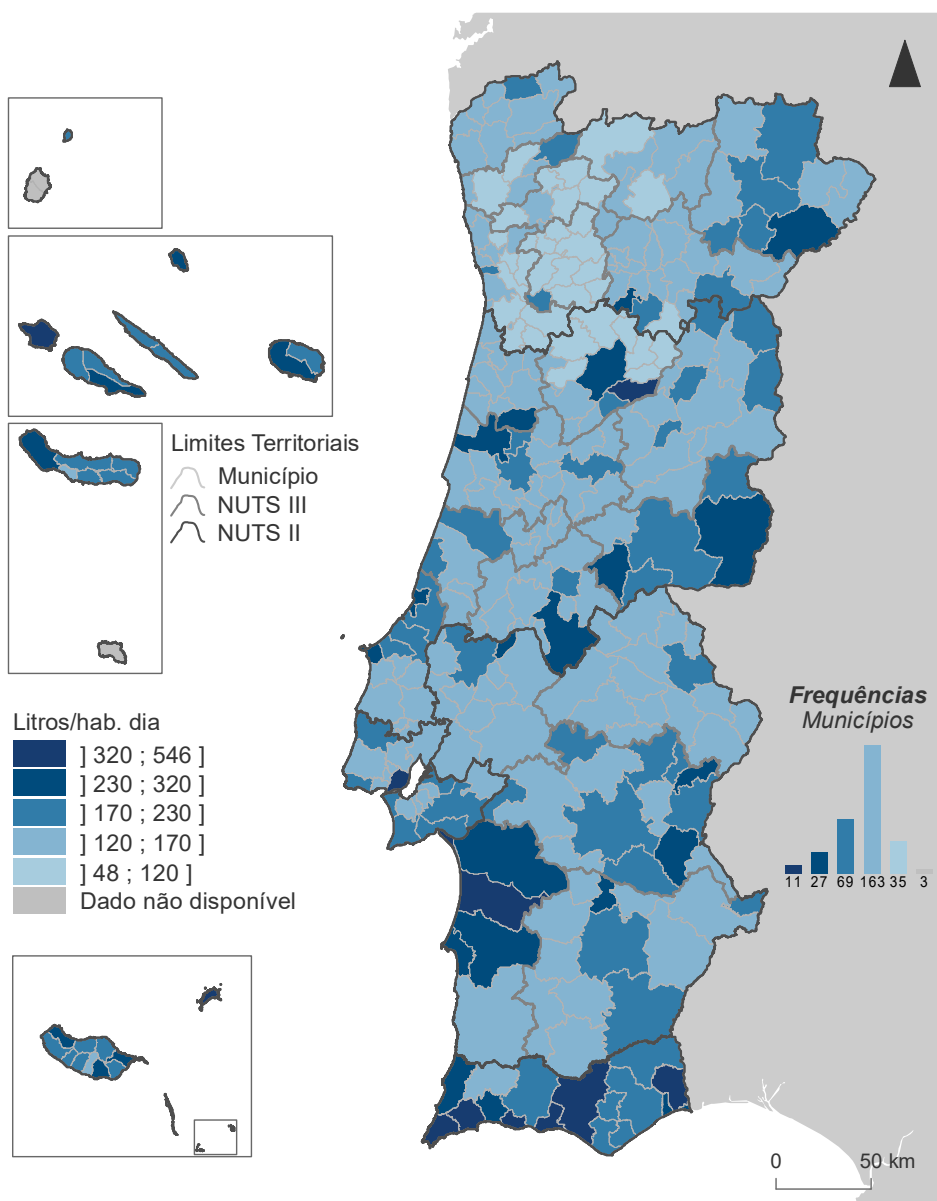 Limites Territoriais
Município
NUTS III
NUTS II
Litros/hab. dia
] 320 ; 546 ]
] 230 ; 320 ]
] 170 ; 230 ]
] 120 ; 170 ]
] 48 ; 120 ]
Dado não disponível
Frequências
Municípios
11 27 69 163 35 3
0 50 km